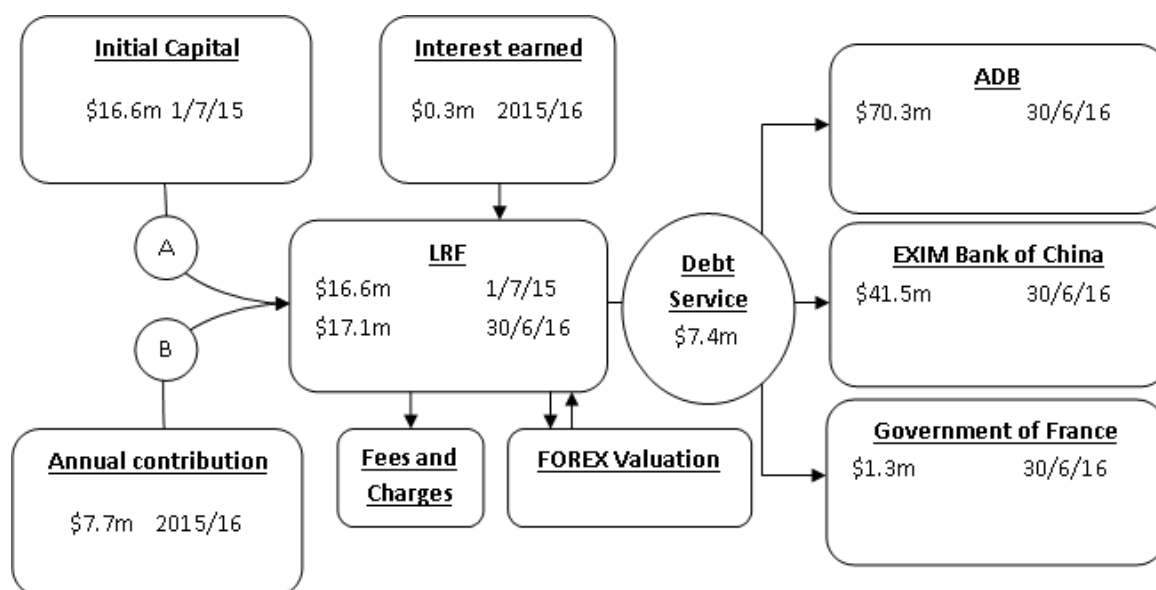 Initial Capital
$16.6m 1/7/15
Interest earned
$0.3m 2015/16
ADB
$70.3m 30/6/16
A
LRF
$16.6m 1/7/15
$17.1m 30/6/16
Debt
Service
$7.4m
EXIM Bank of China
$41.5m 30/6/16
B
Annual contribution
$7.7m 2015/16
Fees and
Charges
FOREX Valuation
Government of France
$1.3m 30/6/16